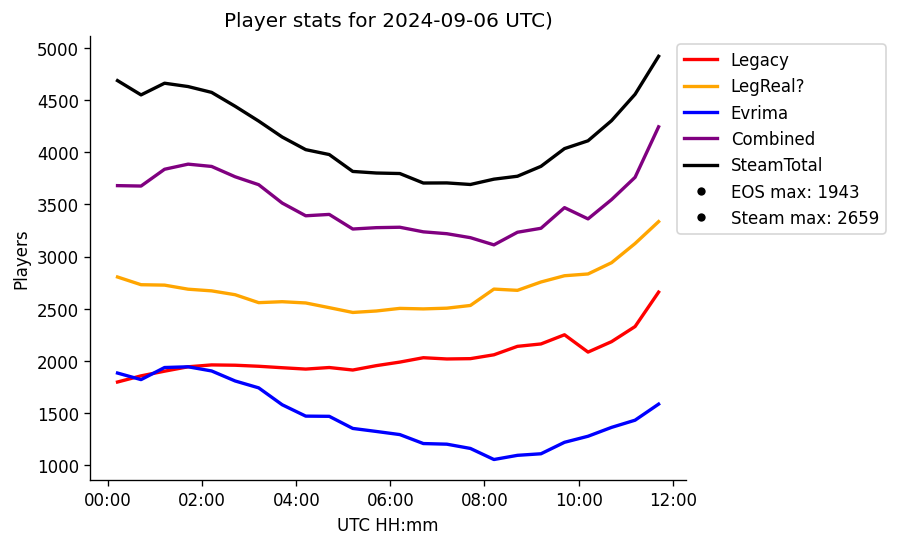 Player stats for 2024-09-06 UTC)
5000
4500
4000
3500
3000
2500
2000
1500
1000
Players
00:00 02:00 04:00 06:00 08:00 10:00 12:00
UTC HH:mm
Legacy
LegReal?
Evrima
Combined
SteamTotal
EOS max: 1943
Steam max: 2659